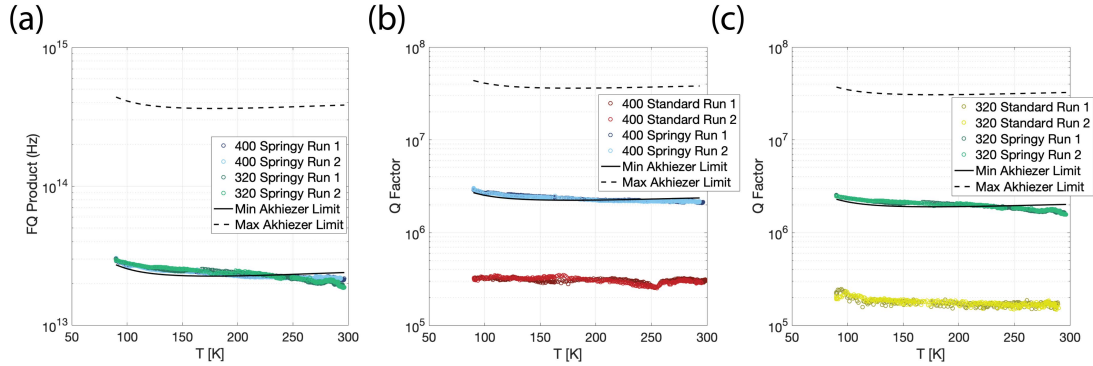 (a)
FQ Product (Hz)
10^15
10^14
10^13
50 100 150 200 250 300
T [K]
400 Springy Run 1
400 Springy Run 2
320 Springy Run 1
320 Springy Run 2
Min Akhiezer Limit
Max Akhiezer Limit
(b)
Q Factor
10^8
10^7
10^6
10^5
50 100 150 200 250 300
T [K]
400 Standard Run 1
400 Standard Run 2
400 Springy Run 1
400 Springy Run 2
Min Akhiezer Limit
Max Akhiezer Limit
(c)
Q Factor
10^8
10^7
10^6
10^5
50 100 150 200 250 300
T [K]
320 Standard Run 1
320 Standard Run 2
320 Springy Run 1
320 Springy Run 2
Min Akhiezer Limit
Max Akhiezer Limit